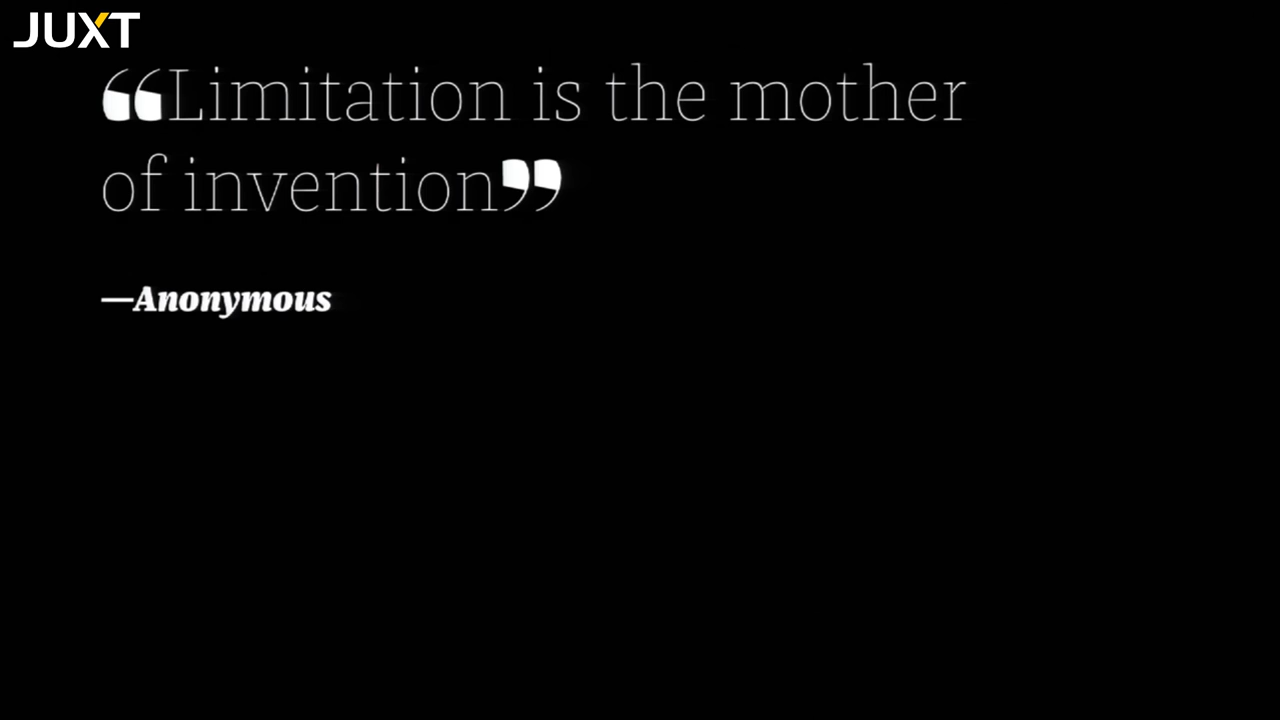 JUXT
“Limitation is the mother
of invention”
—Anonymous